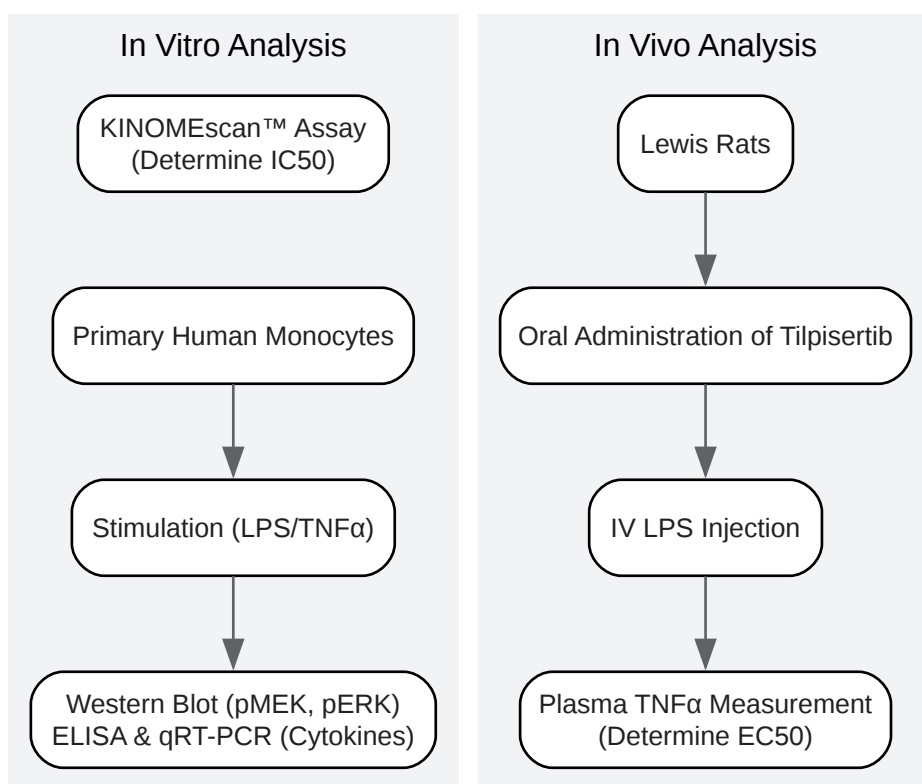 In Vitro Analysis
KINOMEscan™ Assay
(Determine IC50)
Primary Human Monocytes
Stimulation (LPS/TNFα)
Western Blot (pMEK, pERK)
ELISA & qRT-PCR (Cytokines)
In Vivo Analysis
Lewis Rats
Oral Administration of Tilpisertib
IV LPS Injection
Plasma TNFα Measurement
(Determine EC50)